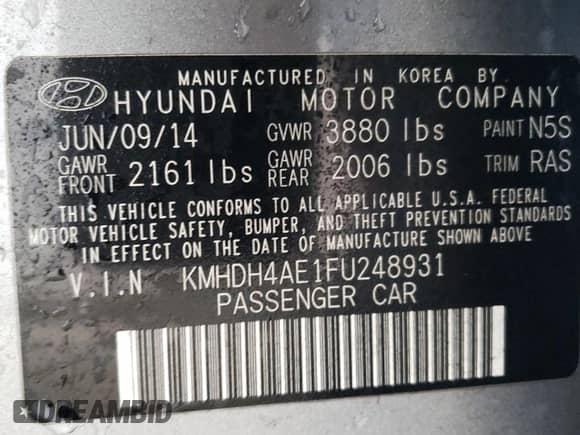 MANUFACTURED IN KOREA BY
HYUNDAI MOTOR COMPANY
JUN/09/14 GVWR 3880 lbs PAINT N5S
GAWR FRONT 2161 lbs GAWR REAR 2006 lbs TRIM RAS
THIS VEHICLE CONFORMS TO ALL APPLICABLE U.S.A. FEDERAL
MOTOR VEHICLE SAFETY, BUMPER, AND THEFT PREVENTION STANDARDS
IN EFFECT ON THE DATE OF MANUFACTURE SHOWN ABOVE
V.I.N KMHDH4AE1FU248931
PASSENGER CAR
DREAMBID